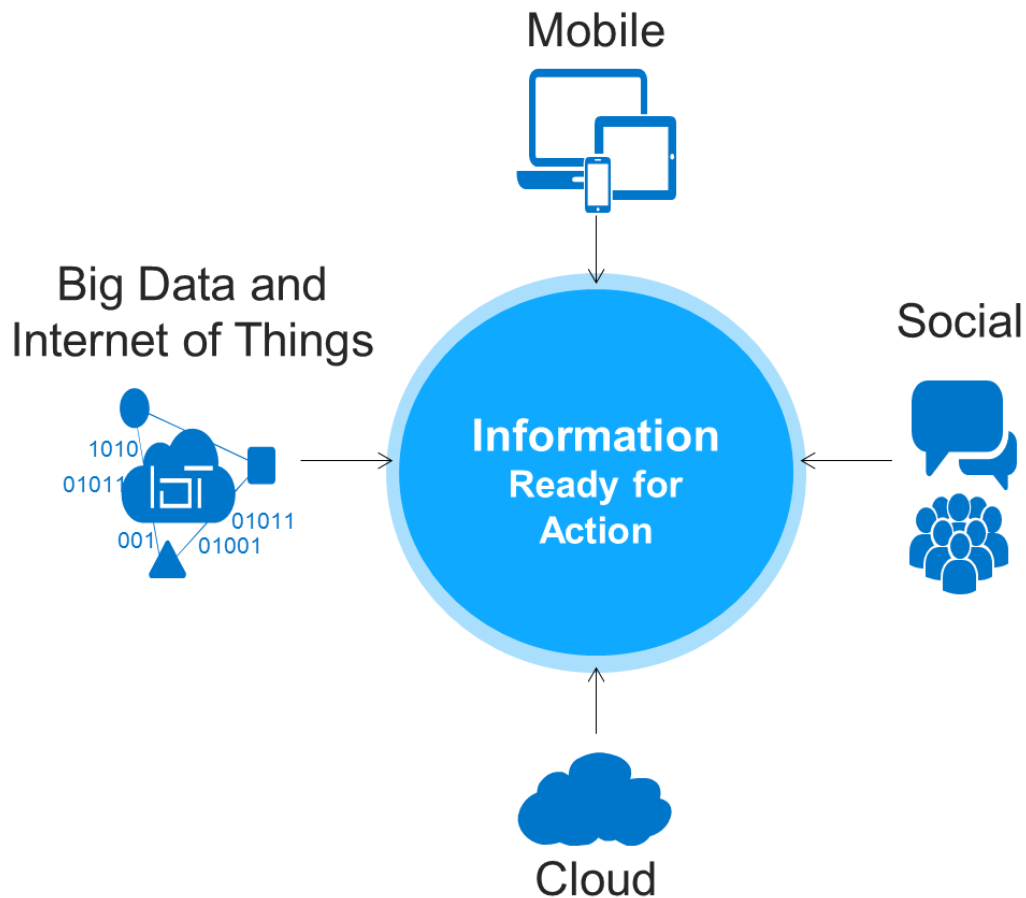 Mobile
Big Data and
Internet of Things
Social
1010
01011
01011
001
01001
Information
Ready for
Action
Cloud